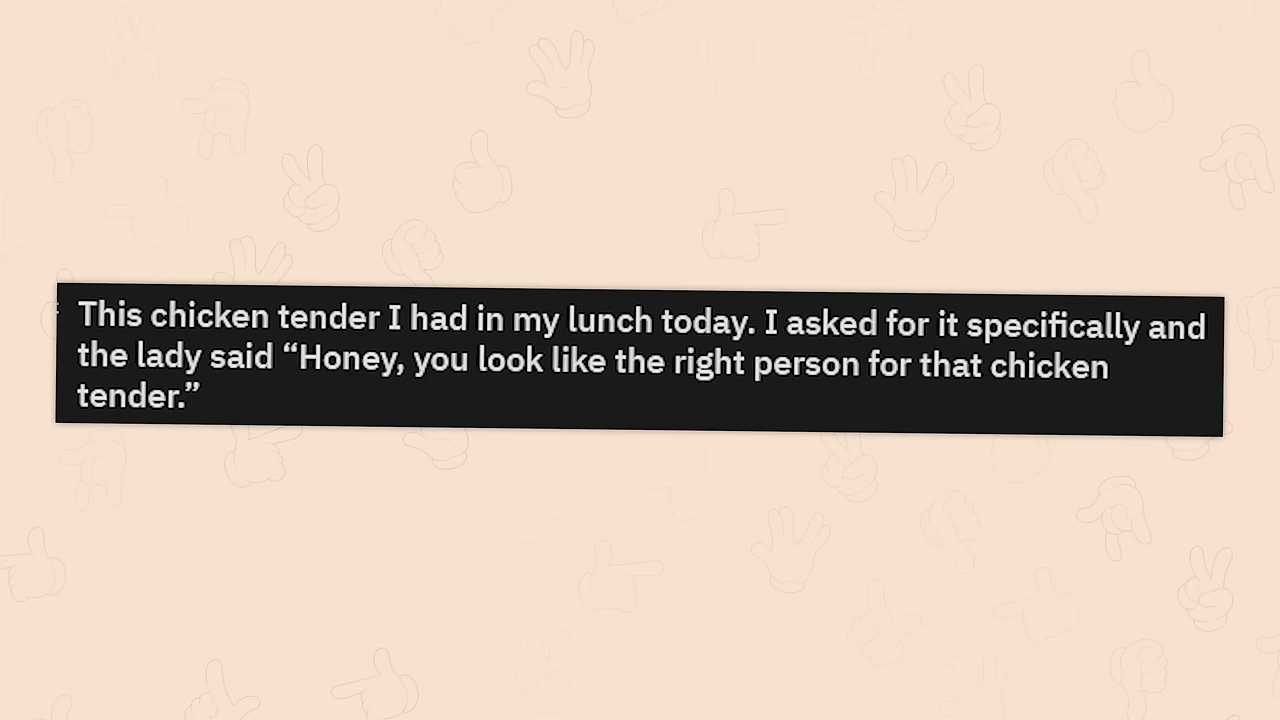 This chicken tender I had in my lunch today. I asked for it specifically and
the lady said “Honey, you look like the right person for that chicken
tender.”